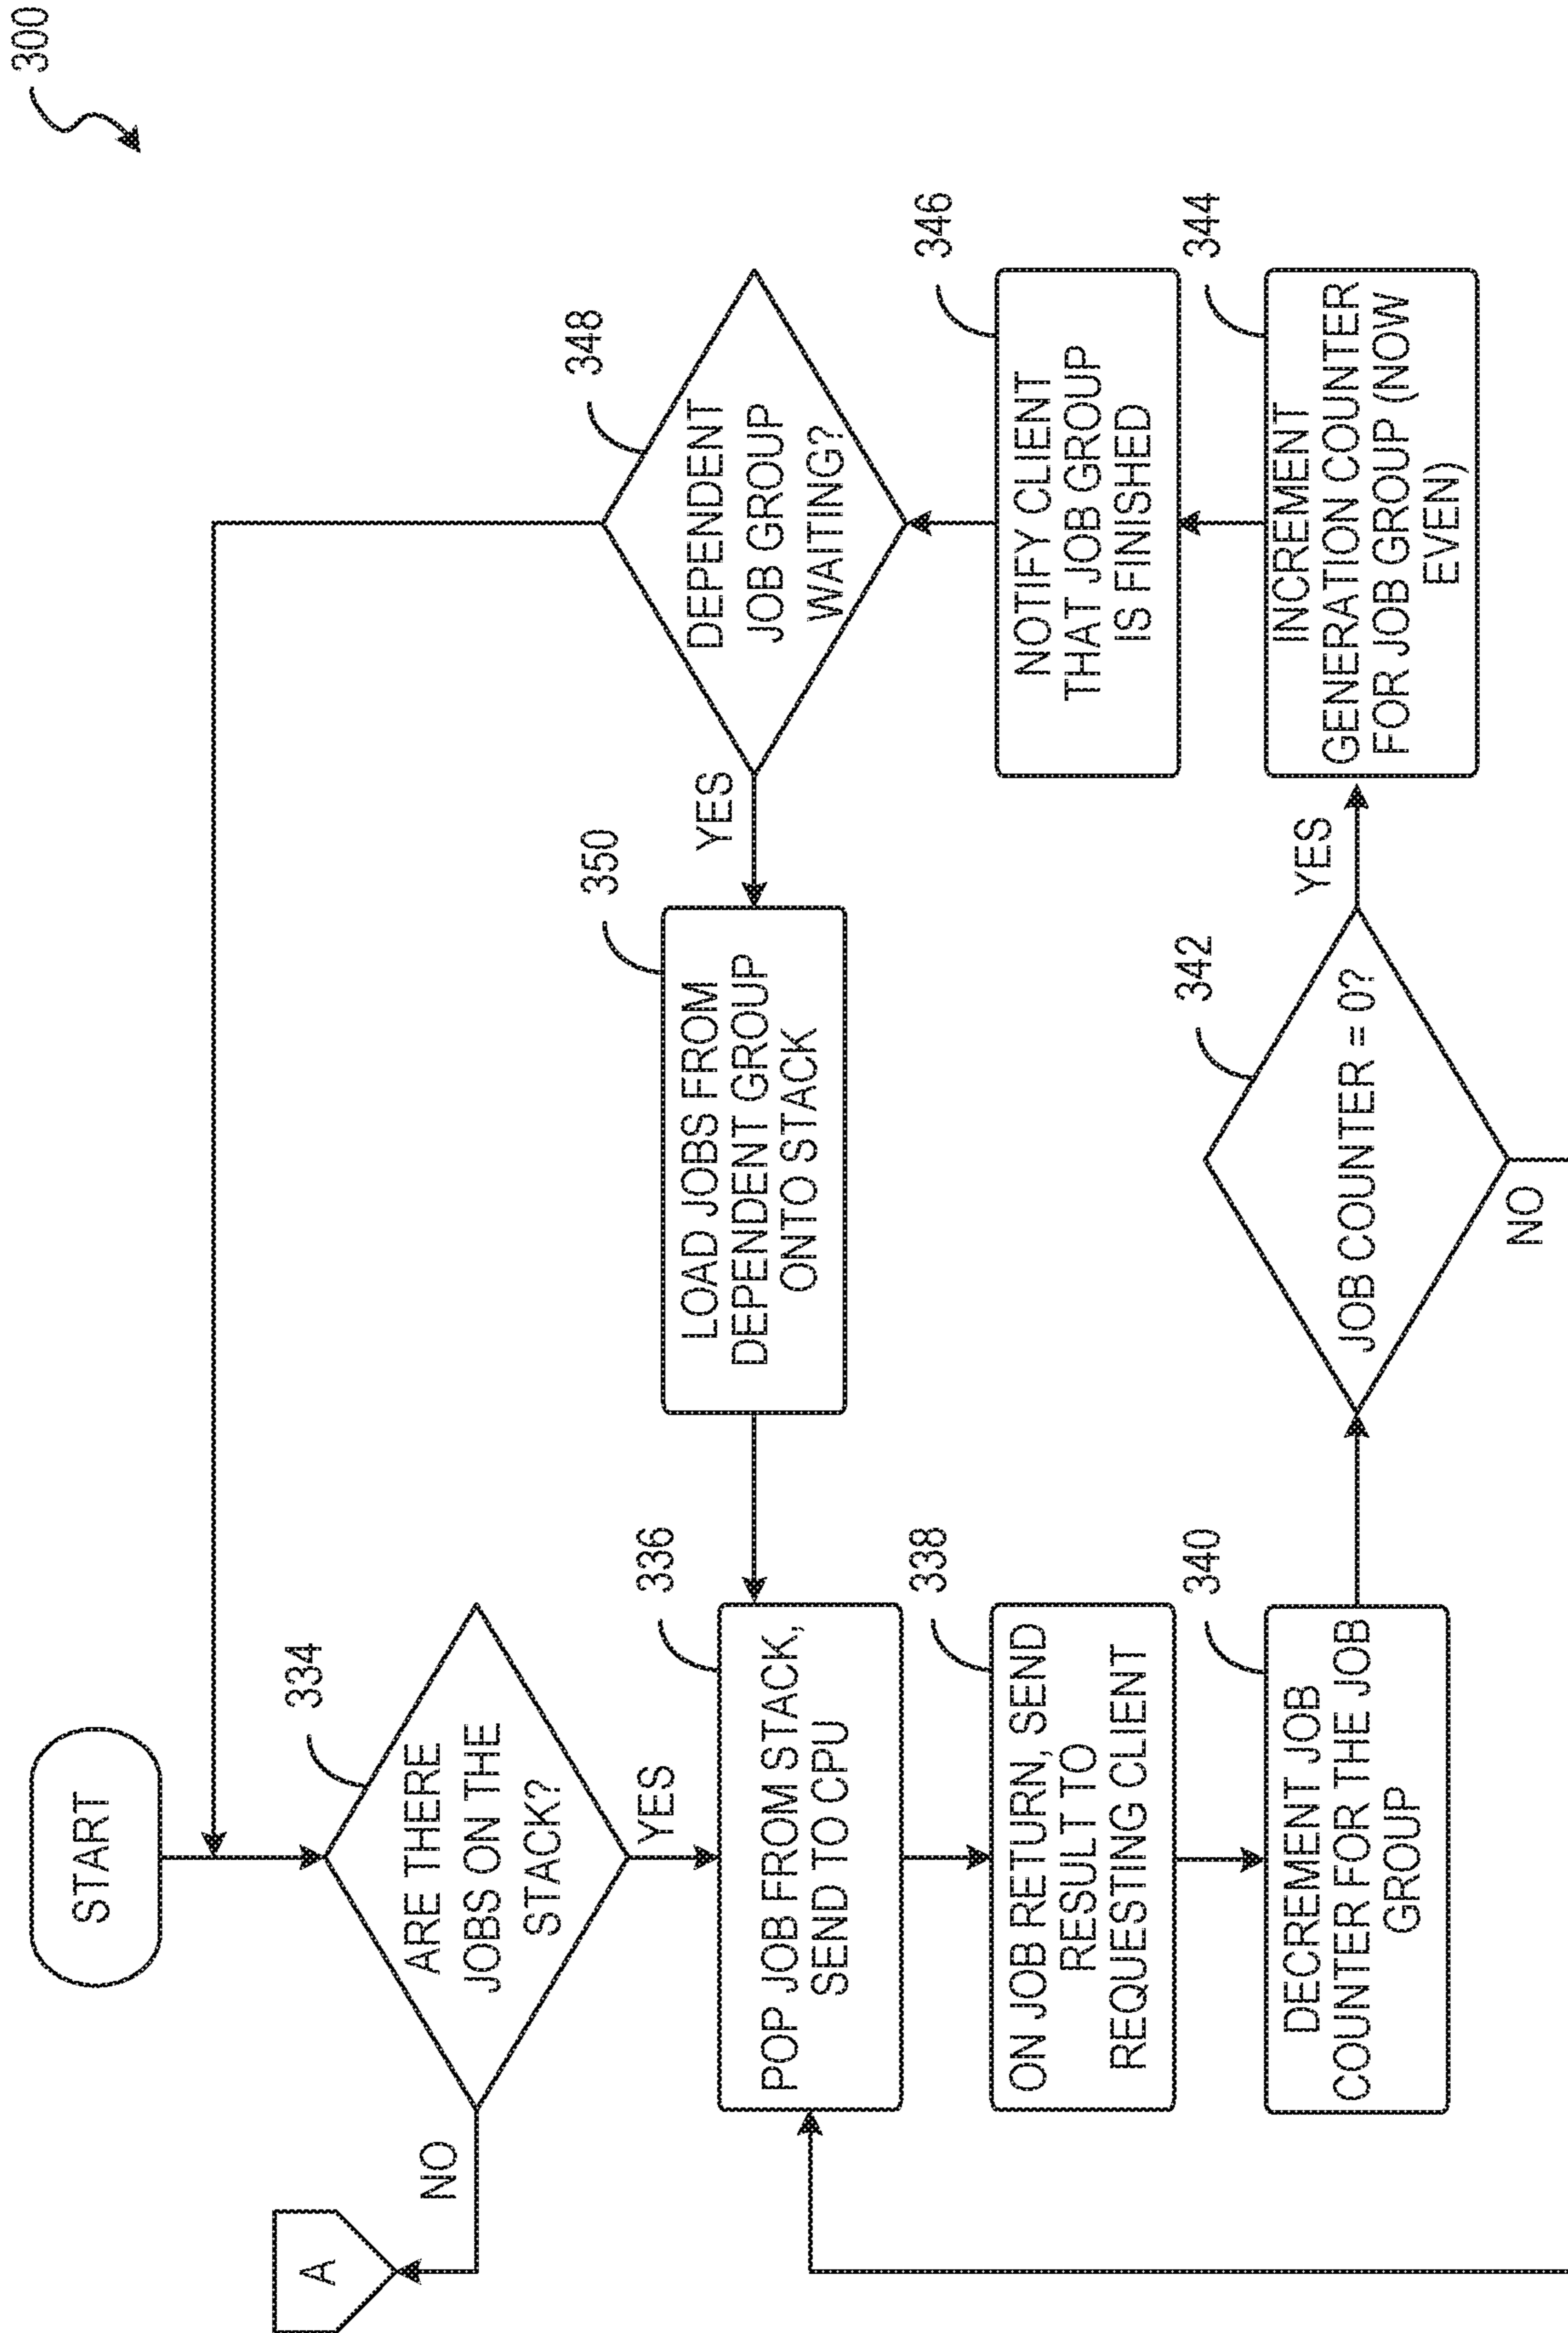 300
START
334
ARE THERE
JOBS ON THE
STACK?
NO
A
YES
336
POP JOB FROM STACK,
SEND TO CPU
338
ON JOB RETURN, SEND
RESULT TO
REQUESTING CLIENT
340
DECREMENT JOB
COUNTER FOR THE JOB
GROUP
342
JOB COUNTER = 0?
NO
YES
344
INCREMENT
GENERATION COUNTER
FOR JOB GROUP (NOW
EVEN)
346
NOTIFY CLIENT
THAT JOB GROUP
IS FINISHED
348
DEPENDENT
JOB GROUP
WAITING?
YES
350
LOAD JOBS FROM
DEPENDENT GROUP
ONTO STACK